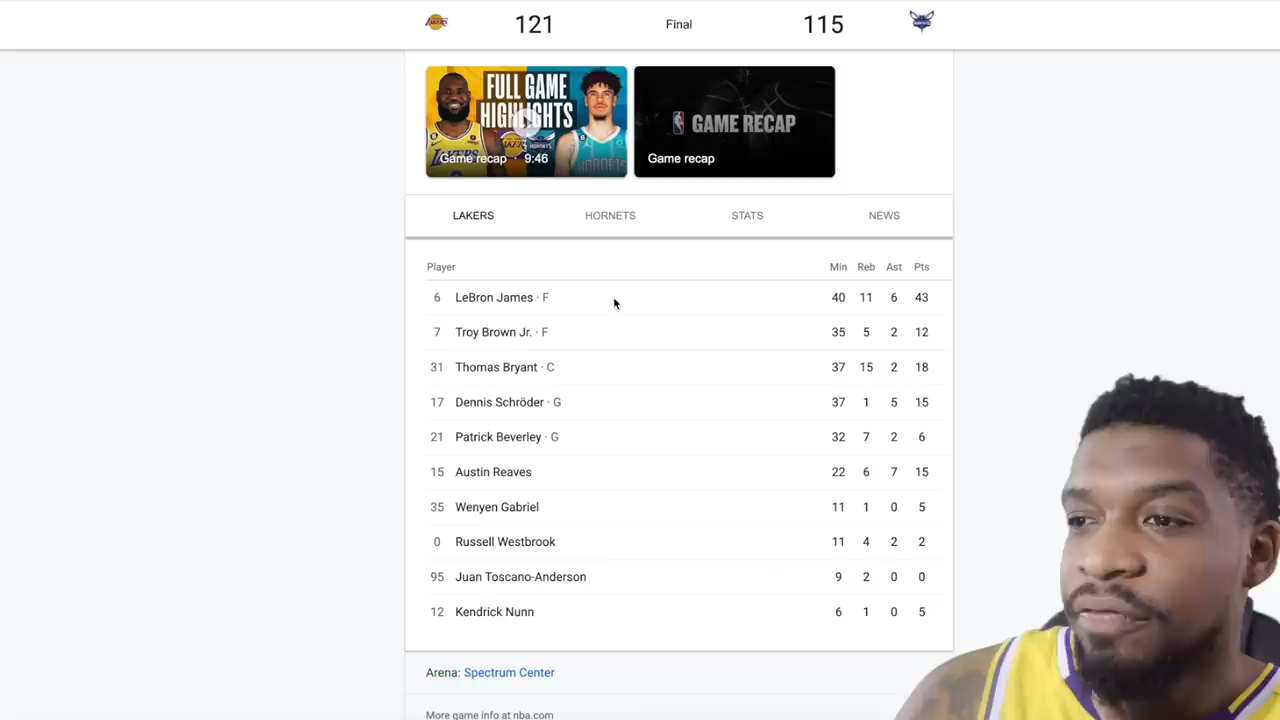 LAKERS 121 Final 115
FULL GAME
HIGHLIGHTS
LAKERS
HORNETS
LAKERS
HORNETS
Game recap 9:46
GAME RECAP
Game recap
LAKERS HORNETS STATS NEWS
Player Min Reb Ast Pts
6 LeBron James · F 40 11 6 43
7 Troy Brown Jr. · F 35 5 2 12
31 Thomas Bryant · C 37 15 2 18
17 Dennis Schröder · G 37 1 5 15
21 Patrick Beverley · G 32 7 2 6
15 Austin Reaves 22 6 7 15
35 Wenyen Gabriel 11 1 0 5
0 Russell Westbrook 11 4 2 2
95 Juan Toscano-Anderson 9 2 0 0
12 Kendrick Nunn 6 1 0 5
Arena: Spectrum Center
More game info at nba.com